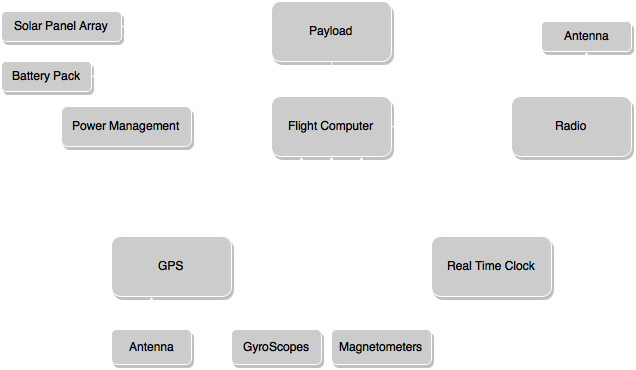 Solar Panel Array
Payload
Antenna
Battery Pack
Power Management
Flight Computer
Radio
GPS
Real Time Clock
Antenna
GyroScopes
Magnetometers